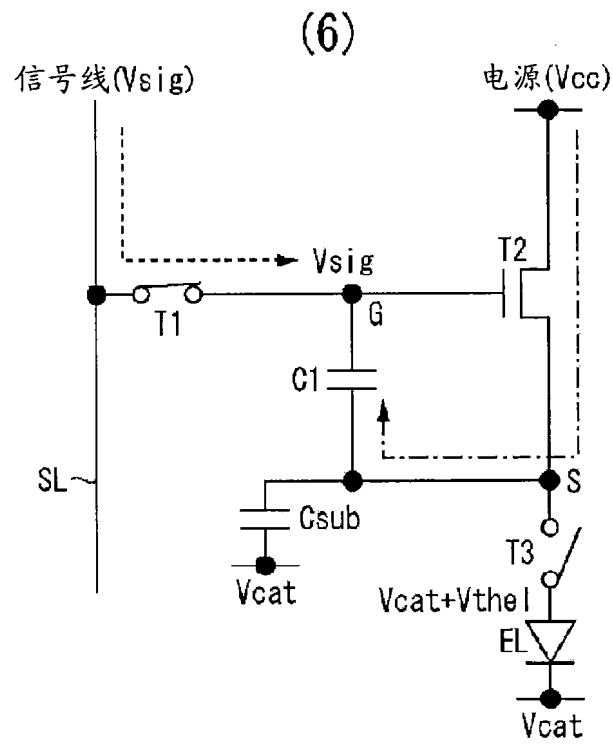 (6)
信号线(Vsig)
电源(Vcc)
Vsig
T2
T1
G
C1
SL
S
Csub
T3
Vcat
Vcat+Vthel
EL
Vcat